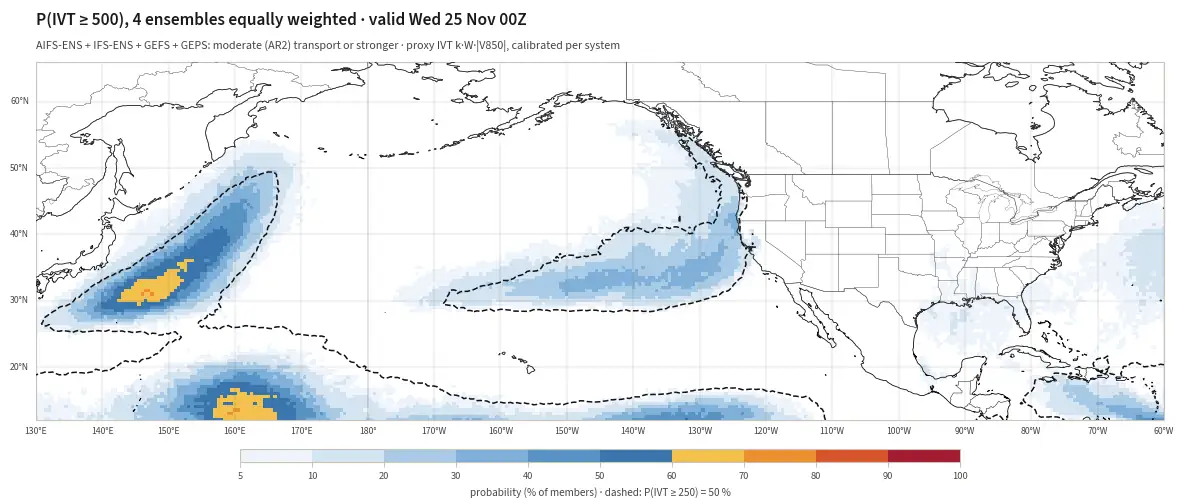 P(IVT ≥ 500), 4 ensembles equally weighted · valid Wed 25 Nov 00Z
AIFS-ENS + IFS-ENS + GEFS + GEPS: moderate (AR2) transport or stronger · proxy IVT k·W·|V850|, calibrated per system
60°N
50°N
40°N
30°N
20°N
130°E 140°E 150°E 160°E 170°E 180° 170°W 160°W 150°W 140°W 130°W 120°W 110°W 100°W 90°W 80°W 70°W 60°W
5 10 20 30 40 50 60 70 80 90 100
probability (% of members) · dashed: P(IVT ≥ 250) = 50 %